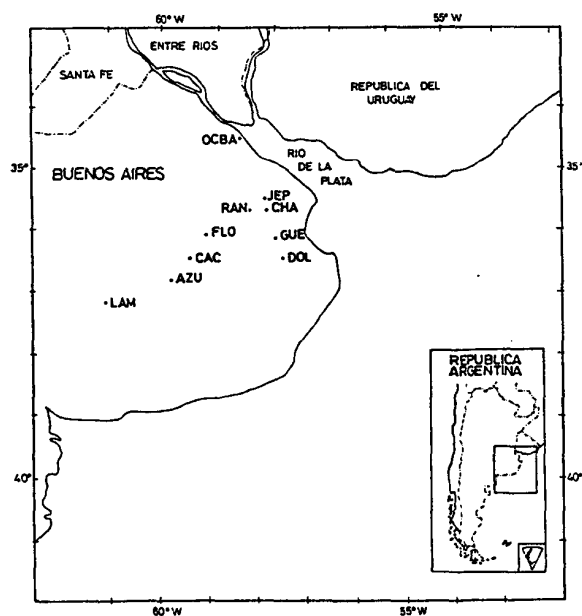 60° W
55° W
ENTRE RIOS
SANTA FE
REPUBLICA DEL
URUGUAY
OCBA
35°
35°
RIO
DE LA
PLATA
BUENOS AIRES
JEP
RAN
CHA
FLO
GUE
CAC
DOL
AZU
LAM
REPUBLICA
ARGENTINA
40°
40°
60° W
55° W